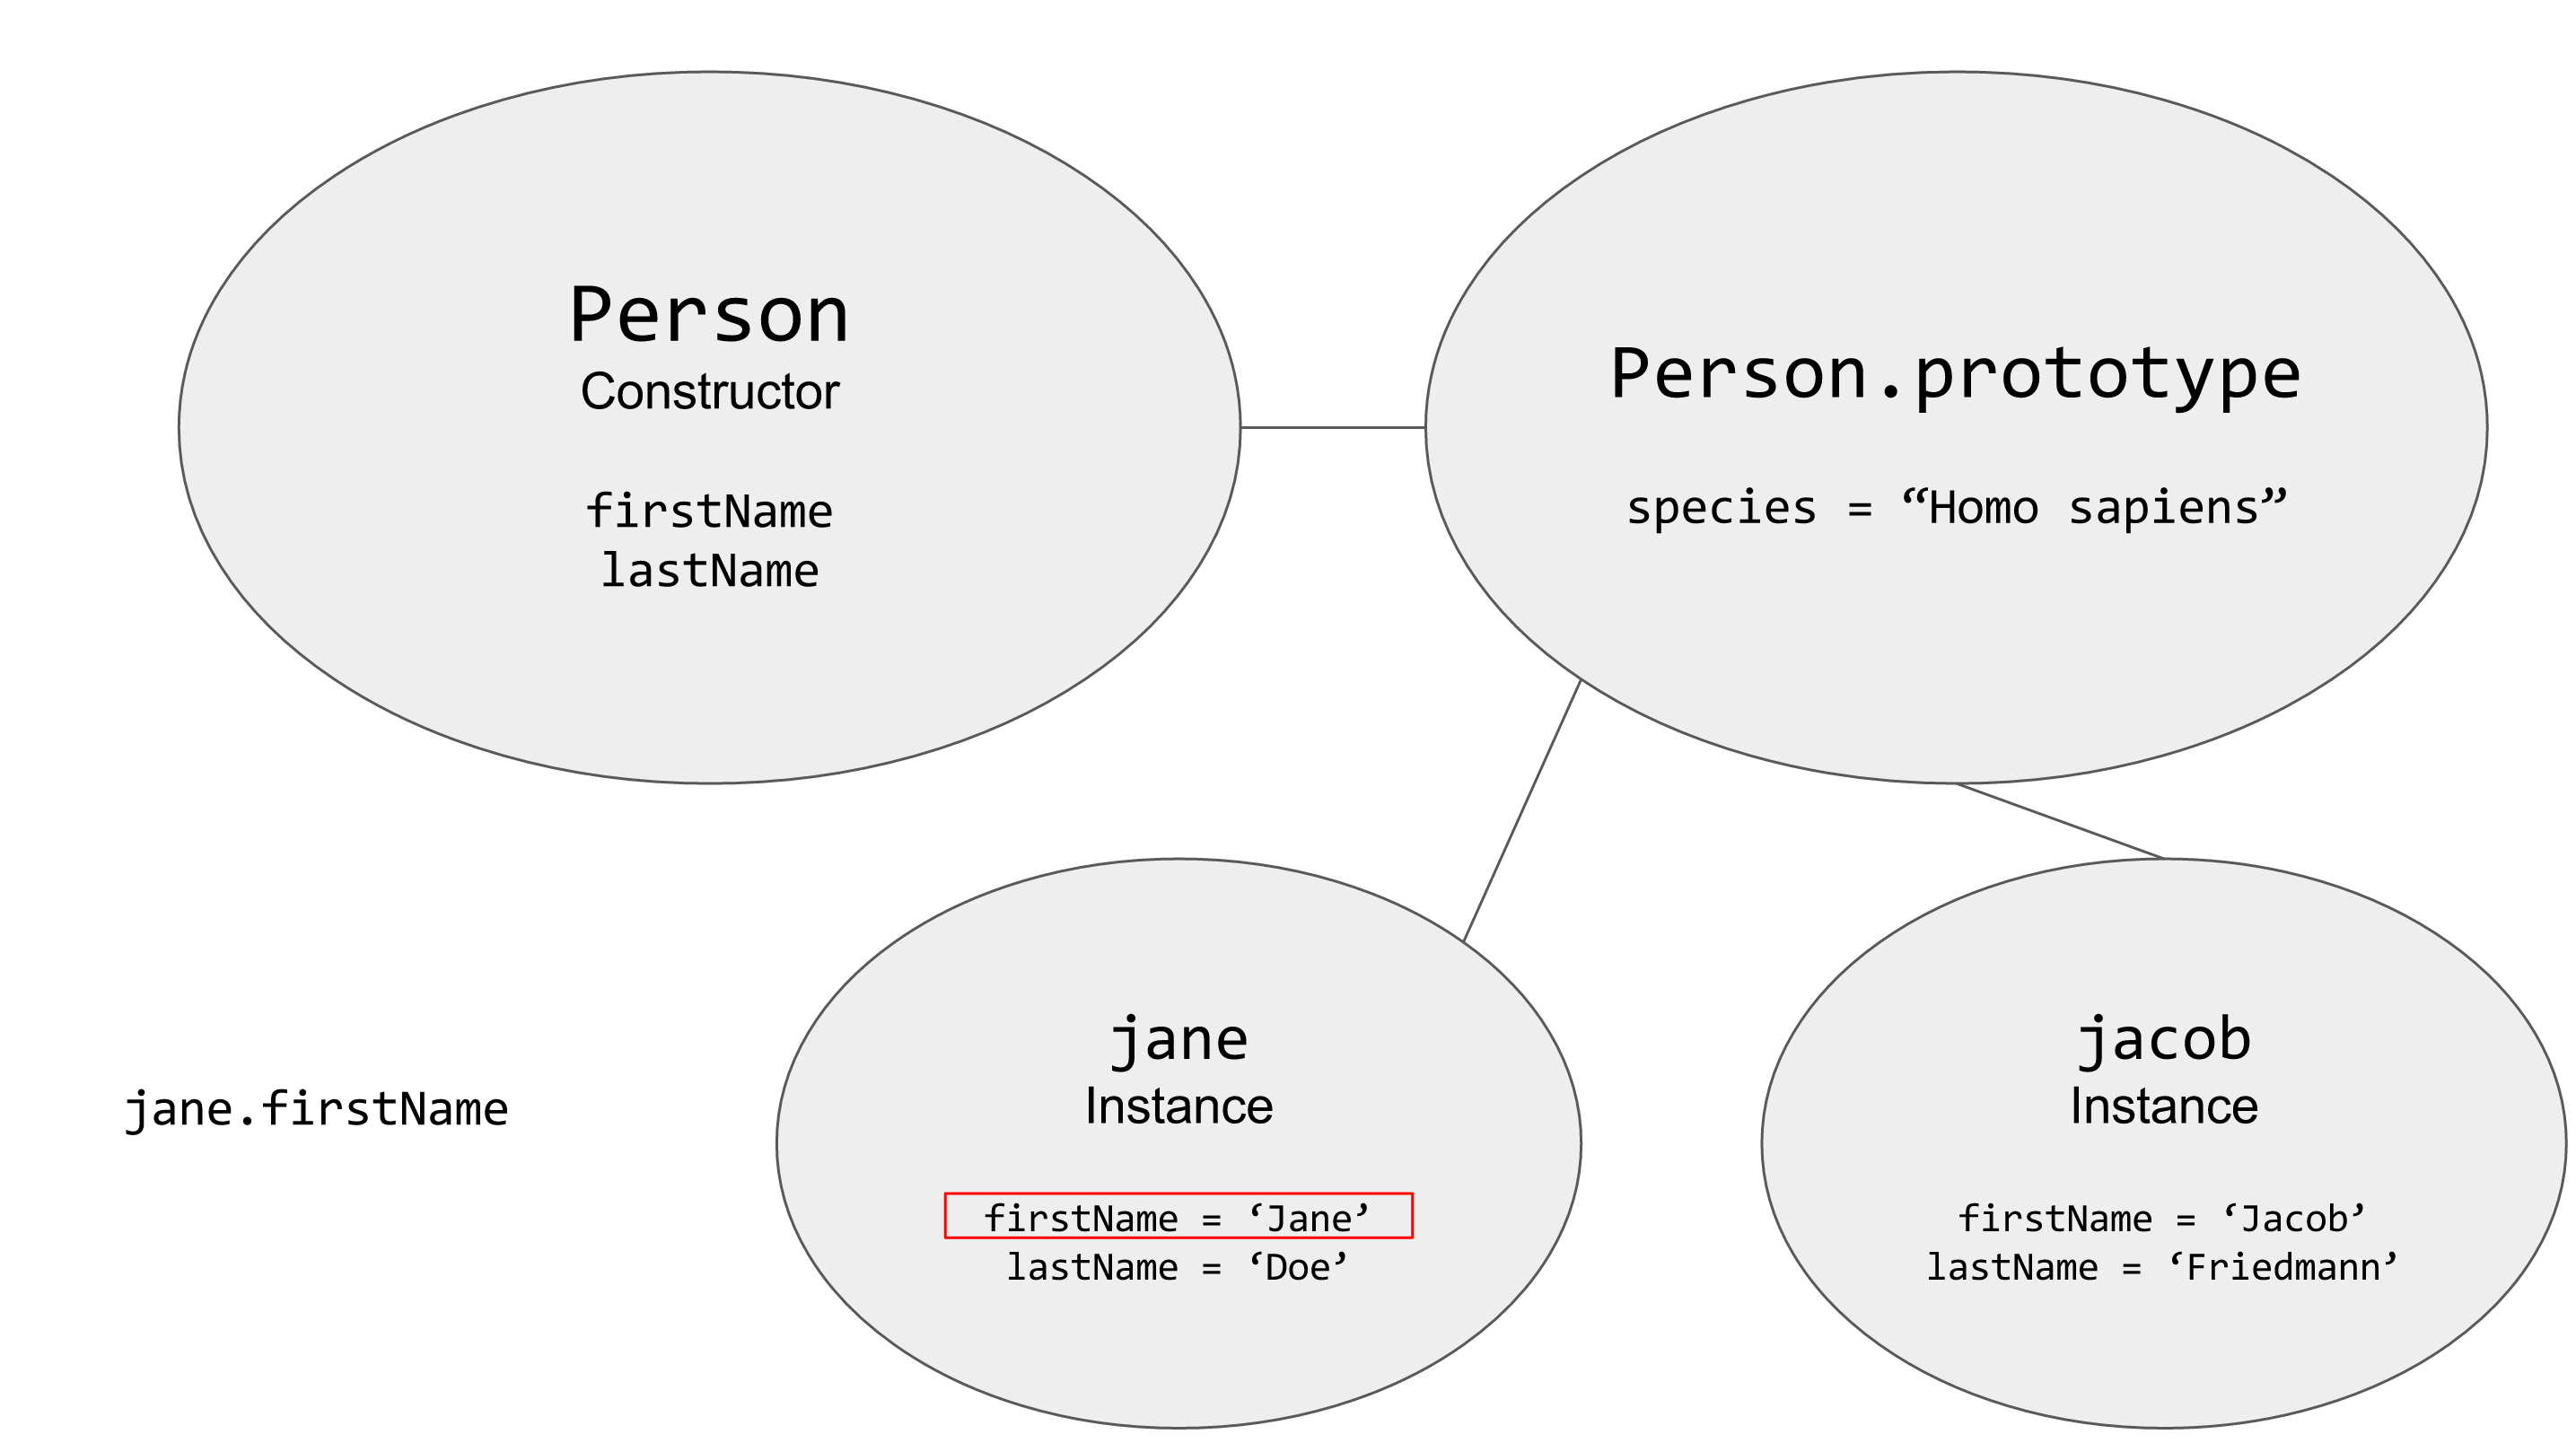 Person
Constructor
firstName
lastName
Person.prototype
species = “Homo sapiens”
jane.firstName
jane
Instance
firstName = ‘Jane’
lastName = ‘Doe’
jacob
Instance
firstName = ‘Jacob’
lastName = ‘Friedmann’